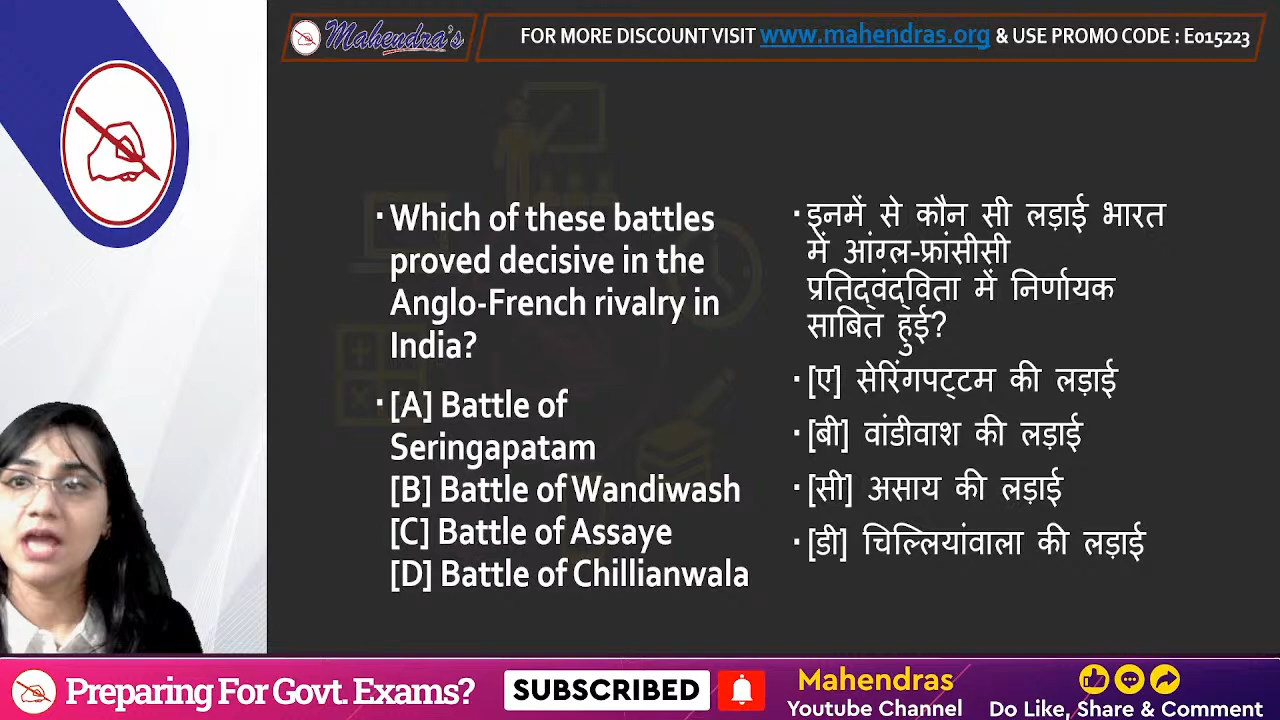 Mahendra's
FOR MORE DISCOUNT VISIT www.mahendras.org & USE PROMO CODE : E015223
· Which of these battles
proved decisive in the
Anglo-French rivalry in
India?
· [A] Battle of
Seringapatam
[B] Battle of Wandiwash
[C] Battle of Assaye
[D] Battle of Chillianwala
· इनमें से कौन सी लड़ाई भारत
में आंग्ल-फ्रांसीसी
प्रतिद्वंद्विता में निर्णायक
साबित हुई?
· [ए] सेरिंगपट्टम की लड़ाई
· [बी] वांडीवाश की लड़ाई
· [सी] असाय की लड़ाई
· [डी] चिल्लियांवाला की लड़ाई
Preparing For Govt. Exams?
SUBSCRIBED
Mahendras
Youtube Channel
Do Like, Share & Comment